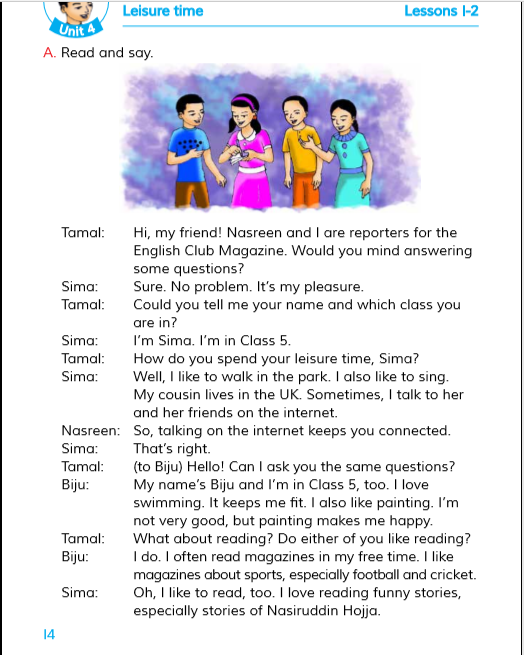 Leisure time Lessons 1-2
Unit 4
A. Read and say.
Tamal: Hi, my friend! Nasreen and I are reporters for the
English Club Magazine. Would you mind answering
some questions?
Sima: Sure. No problem. It's my pleasure.
Tamal: Could you tell me your name and which class you
are in?
Sima: I'm Sima. I'm in Class 5.
Tamal: How do you spend your leisure time, Sima?
Sima: Well, I like to walk in the park. I also like to sing.
My cousin lives in the UK. Sometimes, I talk to her
and her friends on the internet.
Nasreen: So, talking on the internet keeps you connected.
Sima: That's right.
Tamal: (to Biju) Hello! Can I ask you the same questions?
Biju: My name's Biju and I'm in Class 5, too. I love
swimming. It keeps me fit. I also like painting. I'm
not very good, but painting makes me happy.
Tamal: What about reading? Do either of you like reading?
Biju: I do. I often read magazines in my free time. I like
magazines about sports, especially football and cricket.
Sima: Oh, I like to read, too. I love reading funny stories,
especially stories of Nasiruddin Hojja.
14